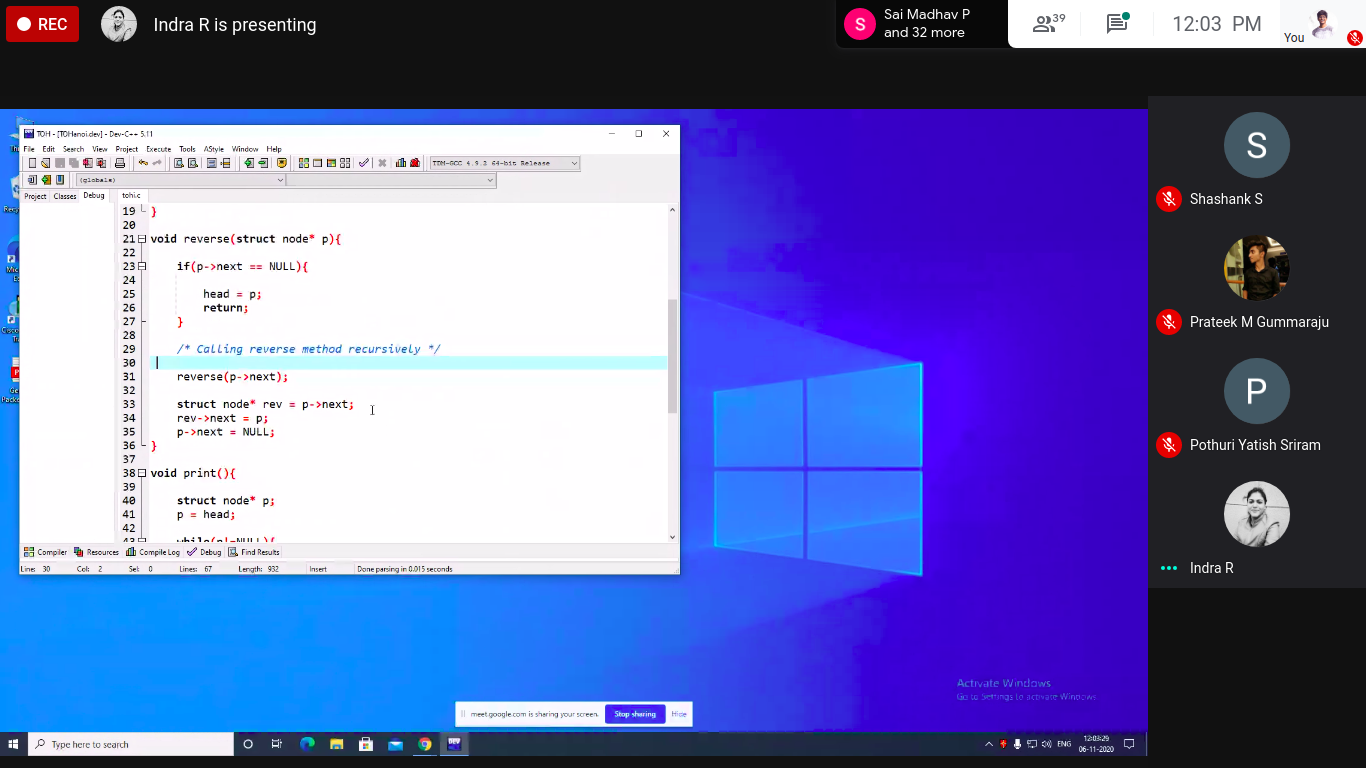 REC
Indra R is presenting
Sai Madhav P
and 32 more
39
12:03 PM
You
TOH - [TOHanoi.dev] - Dev-C++ 5.11
File Edit Search View Project Execute Tools AStyle Window Help
TDM-GCC 4.9.2 64-bit Release
(globals)
Project Classes Debug
tohi.c
19 }
20
21 void reverse(struct node* p){
22
23 if(p->next == NULL){
24
25 head = p;
26 return;
27 }
28
29 /* Calling reverse method recursively */
30
31 reverse(p->next);
32
33 struct node* rev = p->next;
34 rev->next = p;
35 p->next = NULL;
36 }
37
38 void print(){
39
40 struct node* p;
41 p = head;
42
43 while(p!=NULL){
Compiler Resources Compile Log Debug Find Results
Line: 30 Col: 2 Sel: 0 Lines: 67 Length: 932 Insert Done parsing in 0.015 seconds
S
Shashank S
Prateek M Gummaraju
P
Pothuri Yatish Sriram
Indra R
Activate Windows
Go to Settings to activate Windows.
meet.google.com is sharing your screen.
Stop sharing
Hide
Type here to search
DEV
ENG
12:03:29
06-11-2020